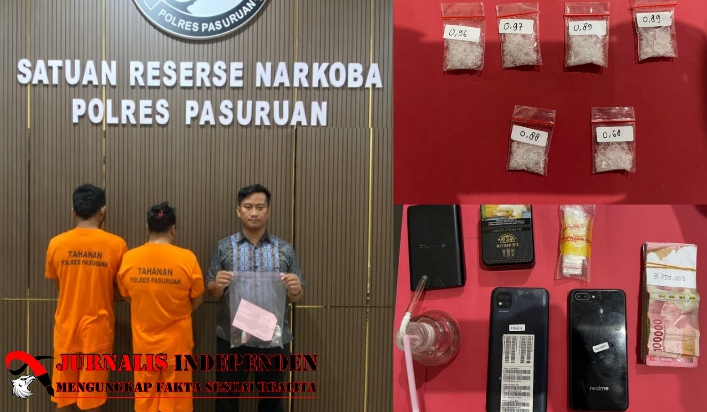 POLRES PASURUAN
SATUAN RESERSE NARKOBA
POLRES PASURUAN
TAHANAN
POLRES PASURUAN
TAHANAN
POLRES PASURUAN
JURNALIS INDEPENDEN
MENGUNGKAP FAKTA SESUAI REALITA
0,96
0,97
0,89
0,89
0,88
0,68
100000
realme